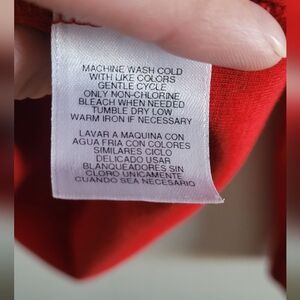 MACHINE WASH COLD
WITH LIKE COLORS
GENTLE CYCLE
ONLY NON-CHLORINE
BLEACH WHEN NEEDED
TUMBLE DRY LOW
WARM IRON IF NECESSARY
LAVAR A MAQUINA CON
AGUA FRIA CON COLORES
SIMILARES CICLO
DELICADO USAR
BLANQUEADORES SIN
CLORO UNICAMENTE
CUANDO SEA NECESARIO